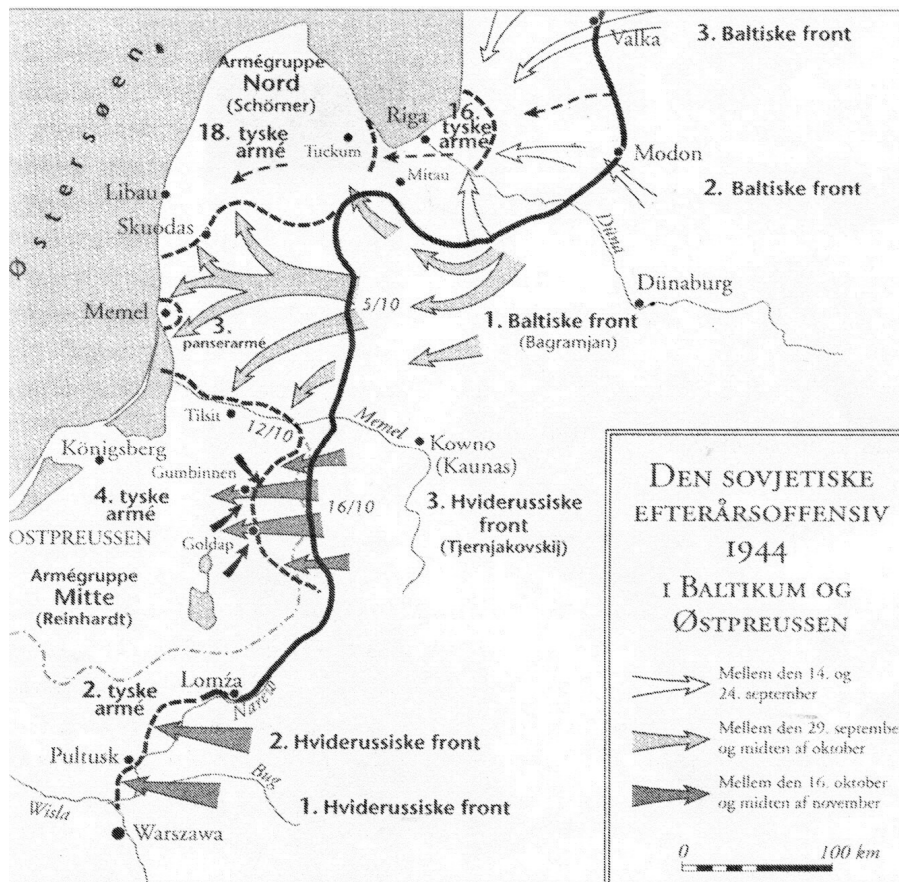 Valka
3. Baltiske front
Armégruppe
Nord
(Schörner)
Østersøen
Riga
16.
tyske
armé
18. tyske
armé
Tuckum
Modon
Mitau
2. Baltiske front
Libau
Skuodas
Düna
Dünaburg
5/10
Memel
3.
panserarmé
1. Baltiske front
(Bagramjan)
Tilsit
12/10
Memel
Kowno
(Kaunas)
Königsberg
Gumbinnen
4. tyske
armé
16/10
3. Hviderussiske
front
(Tjernjakovskij)
OSTPREUSSEN
Goldap
Armégruppe
Mitte
(Reinhardt)
2. tyske
armé
Lomźa
Narew
2. Hviderussiske front
Pultusk
Bug
Wisla
1. Hviderussiske front
Warszawa
DEN SOVJETISKE
EFTERÅRSOFFENSIV
1944
I BALTIKUM OG
ØSTPREUSSEN
Mellem den 14. og
24. september
Mellem den 29. septembe
og midten af oktober
Mellem den 16. oktober
og midten af november
0 100 km